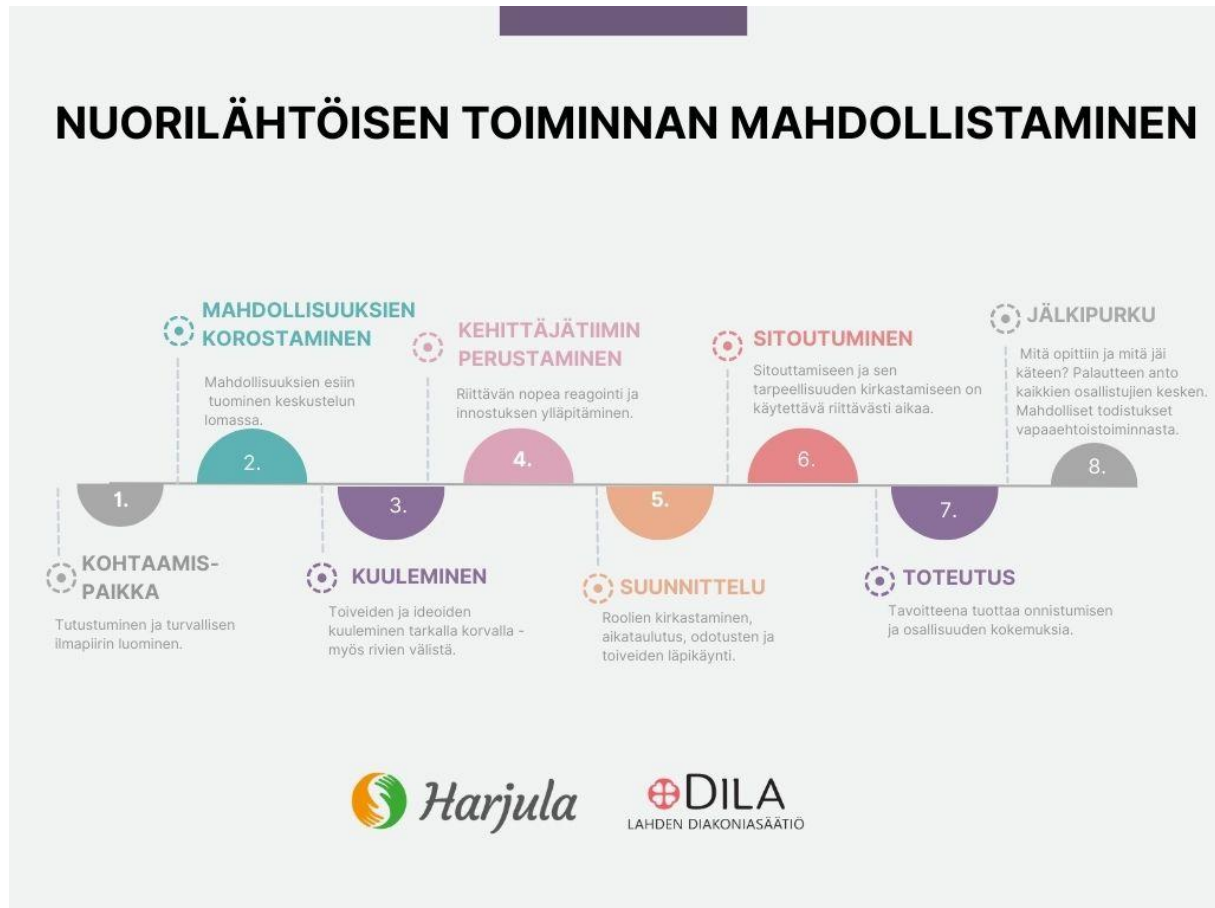 NUORILÄHTÖISEN TOIMINNAN MAHDOLLISTAMINEN
1.
KOHTAAMIS-
PAIKKA
Tutustuminen ja turvallisen
ilmapiirin luominen.
MAHDOLLISUUKSIEN
KOROSTAMINEN
Mahdollisuuksien esiin
tuominen keskustelun
lomassa.
2.
3.
KUULEMINEN
Toiveiden ja ideoiden
kuuleminen tarkalla korvalla -
myös rivien välistä.
KEHITTÄJÄTIIMIN
PERUSTAMINEN
Riittävän nopea reagointi ja
innostuksen ylläpitäminen.
4.
5.
SUUNNITTELU
Roolien kirkastaminen,
aikataulutus, odotusten ja
toiveiden läpikäynti.
SITOUTUMINEN
Sitouttamiseen ja sen
tarpeellisuuden kirkastamiseen on
käytettävä riittävästi aikaa.
6.
7.
TOTEUTUS
Tavoitteena tuottaa onnistumisen
ja osallisuuden kokemuksia.
JÄLKIPURKU
Mitä opittiin ja mitä jäi
käteen? Palautteen anto
kaikkien osallistujien kesken.
Mahdolliset todistukset
vapaaehtoistoiminnasta.
8.
Harjula
DILA
LAHDEN DIAKONIASÄÄTIÖ